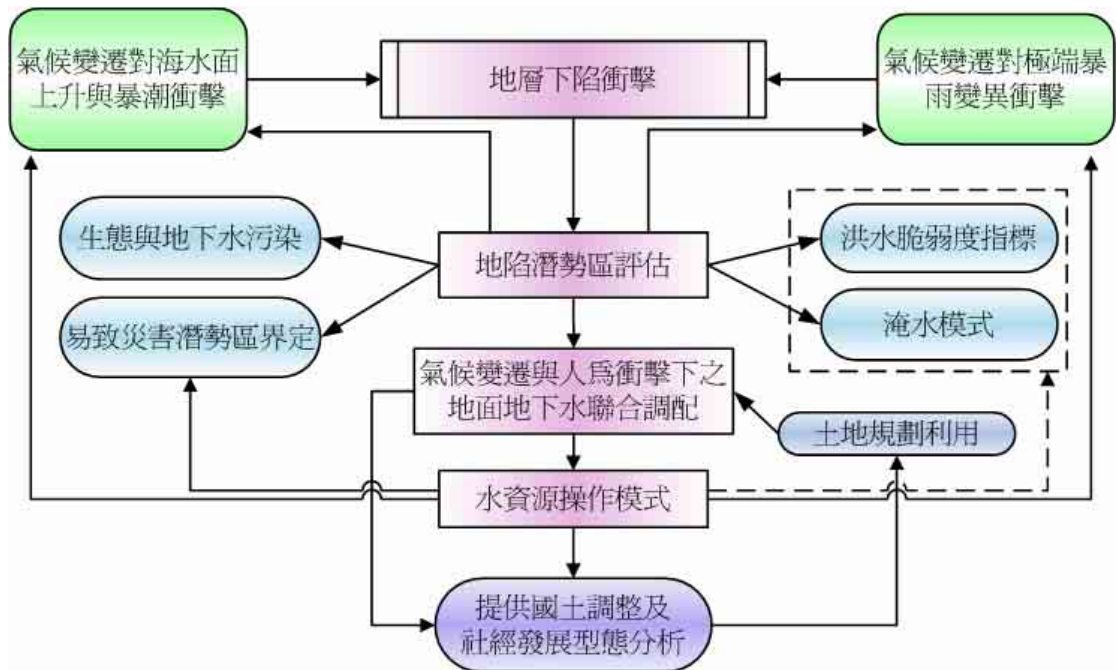 氣候變遷對海水面
上升與暴潮衝擊
地層下陷衝擊
氣候變遷對極端暴
雨變異衝擊
生態與地下水污染
地陷潛勢區評估
洪水脆弱度指標
易致災害潛勢區界定
淹水模式
氣候變遷與人為衝擊下之
地面地下水聯合調配
土地規劃利用
水資源操作模式
提供國土調整及
社經發展型態分析